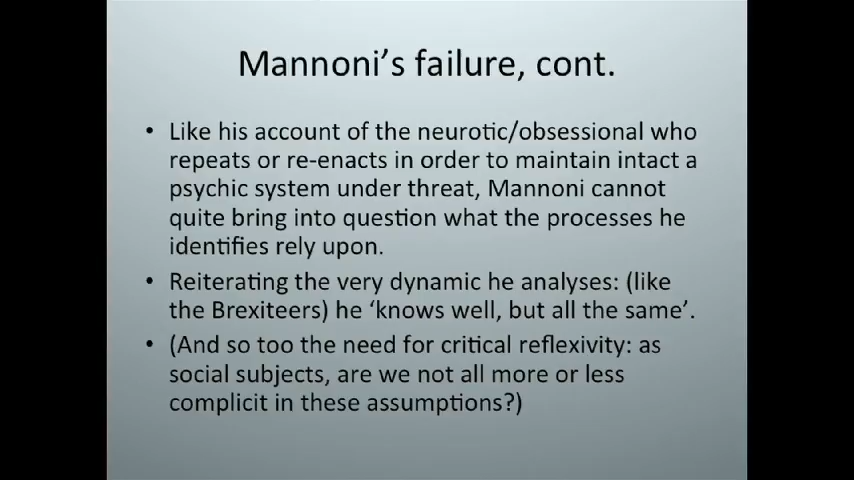 Mannoni's failure, cont.
• Like his account of the neurotic/obsessional who
repeats or re-enacts in order to maintain intact a
psychic system under threat, Mannoni cannot
quite bring into question what the processes he
identifies rely upon.
• Reiterating the very dynamic he analyses: (like
the Brexiteers) he ‘knows well, but all the same’.
• (And so too the need for critical reflexivity: as
social subjects, are we not all more or less
complicit in these assumptions?)